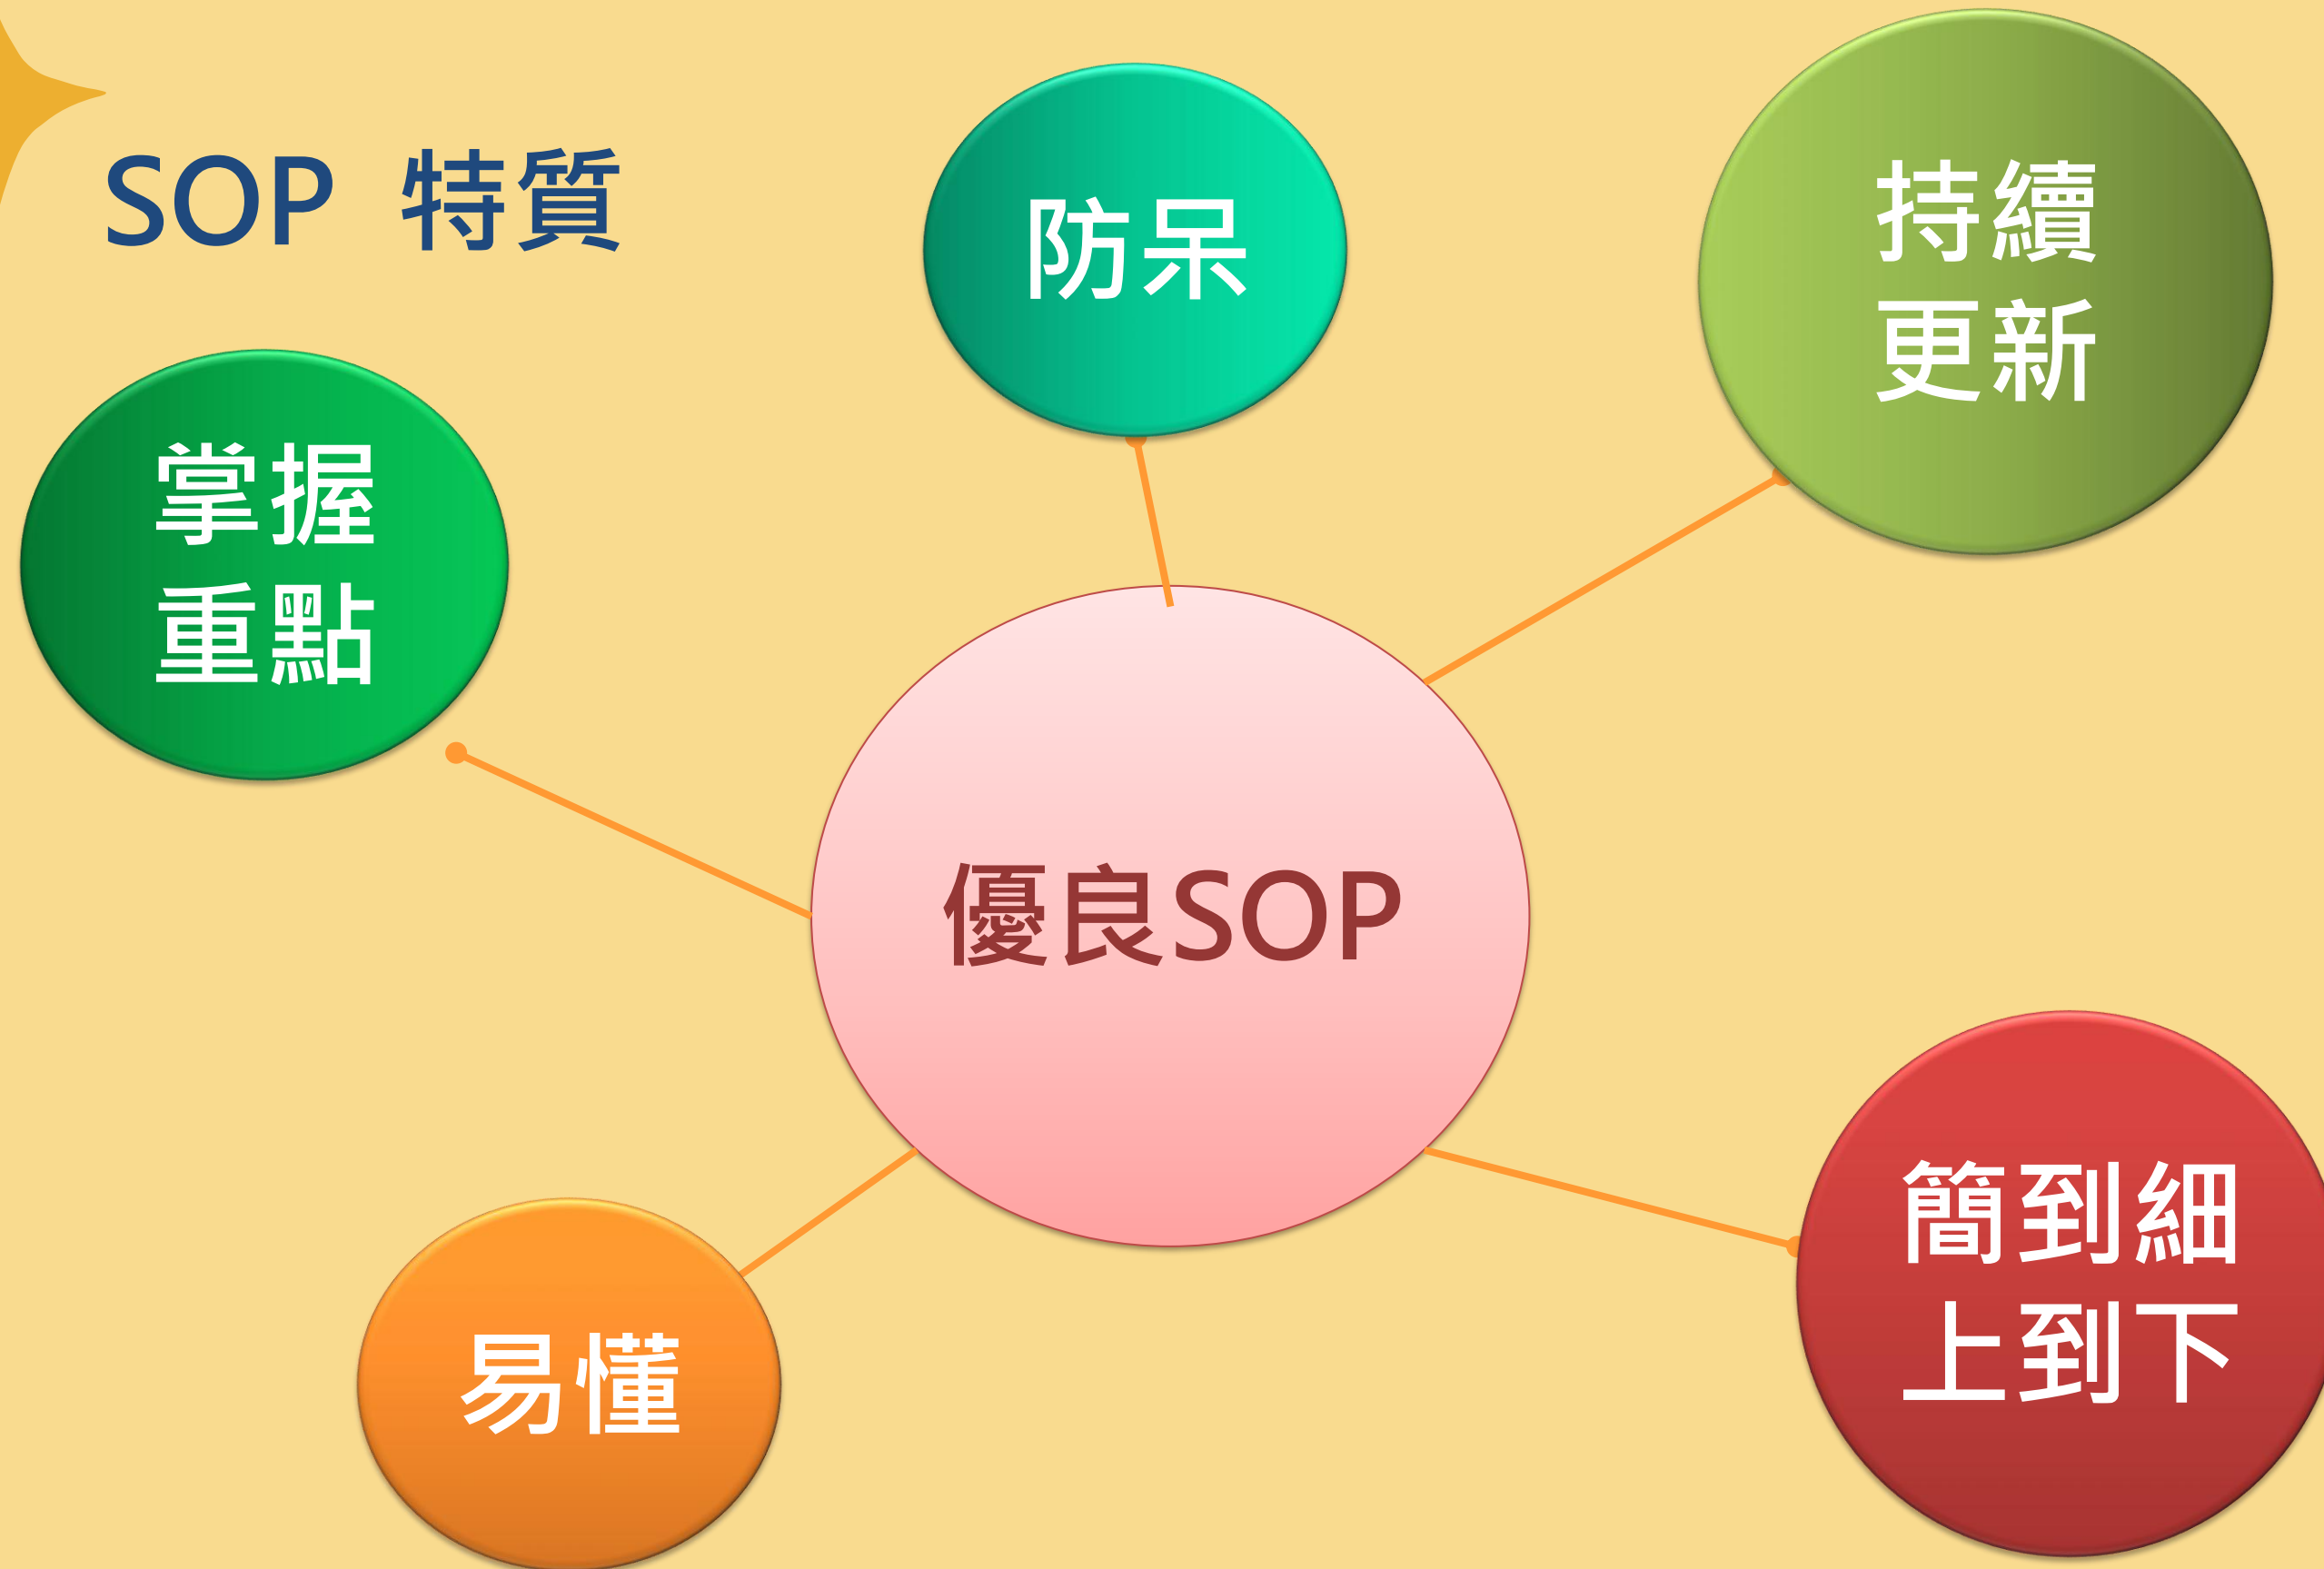 SOP 特質
防呆
持續
更新
掌握
重點
優良SOP
簡到細
上到下
易懂